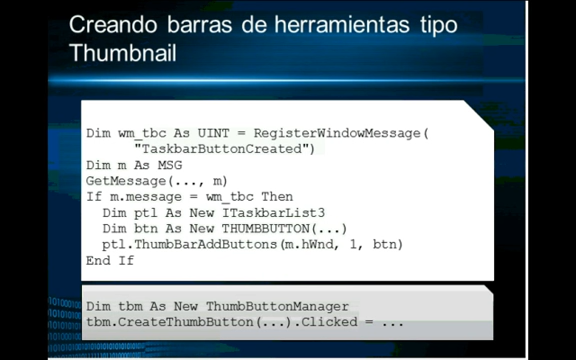 Creando barras de herramientas tipo
Thumbnail
Dim wm_tbc As UINT = RegisterWindowMessage(
"TaskbarButtonCreated")
Dim m As MSG
GetMessage(..., m)
If m.message = wm_tbc Then
Dim ptl As New ITaskbarList3
Dim btn As New THUMBBUTTON(...)
ptl.ThumbBarAddButtons(m.hWnd, 1, btn)
End If
Dim tbm As New ThumbButtonManager
tbm.CreateThumbButton(...).Clicked = ...